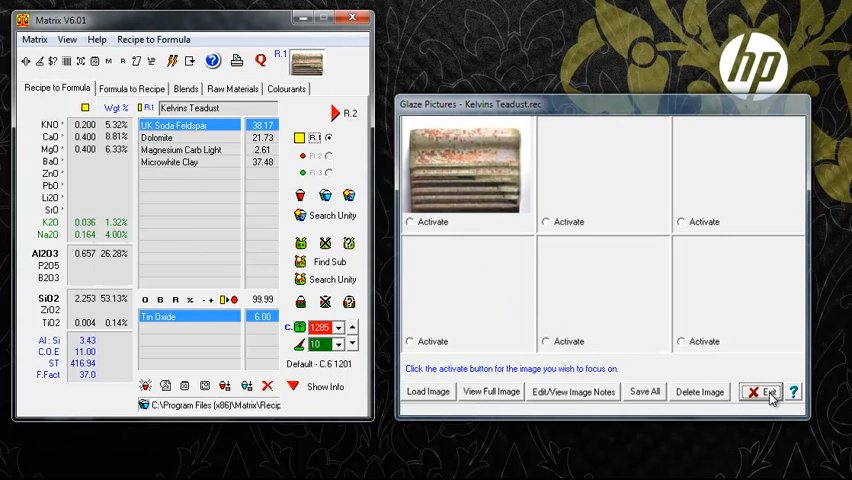 Matrix V6.01
Matrix View Help Recipe to Formula
$? M R 27 ? Q R.1
Recipe to Formula Formula to Recipe Blends Raw Materials Colourants
Wgt % R.1 Kelvins Teadust
R.2
KNO * 0.200 5.32% UK Soda Feldspar 38.17
CaO * 0.400 8.81% Dolomite 21.73 R.1
MgO * 0.400 6.33% Magnesium Carb Light 2.61 R.2
BaO * Microwhite Clay 37.48 R.3
ZnO *
PbO *
Li2O *
SrO *
Search Unity
K2O 0.036 1.32%
Na2O 0.164 4.00%
Al2O3 0.657 26.28% Find Sub
P2O5
B2O3 Search Unity
SiO2 2.253 53.13% O B R % - + 99.99
ZrO2
TiO2 0.004 0.14% Tin Oxide 6.00
C. 1285
Al : Si 3.43
C.O.E 11.00 10
ST 416.94 Default - C.6 1201
F.Fact 37.0
Show Info
C:\Program Files (x86)\Matrix\Recip
hp
Glaze Pictures - Kelvins Teadust.rec
Activate Activate Activate
Activate Activate Activate
Click the activate button for the image you wish to focus on.
Load Image View Full Image Edit/View Image Notes Save All Delete Image Exit ?